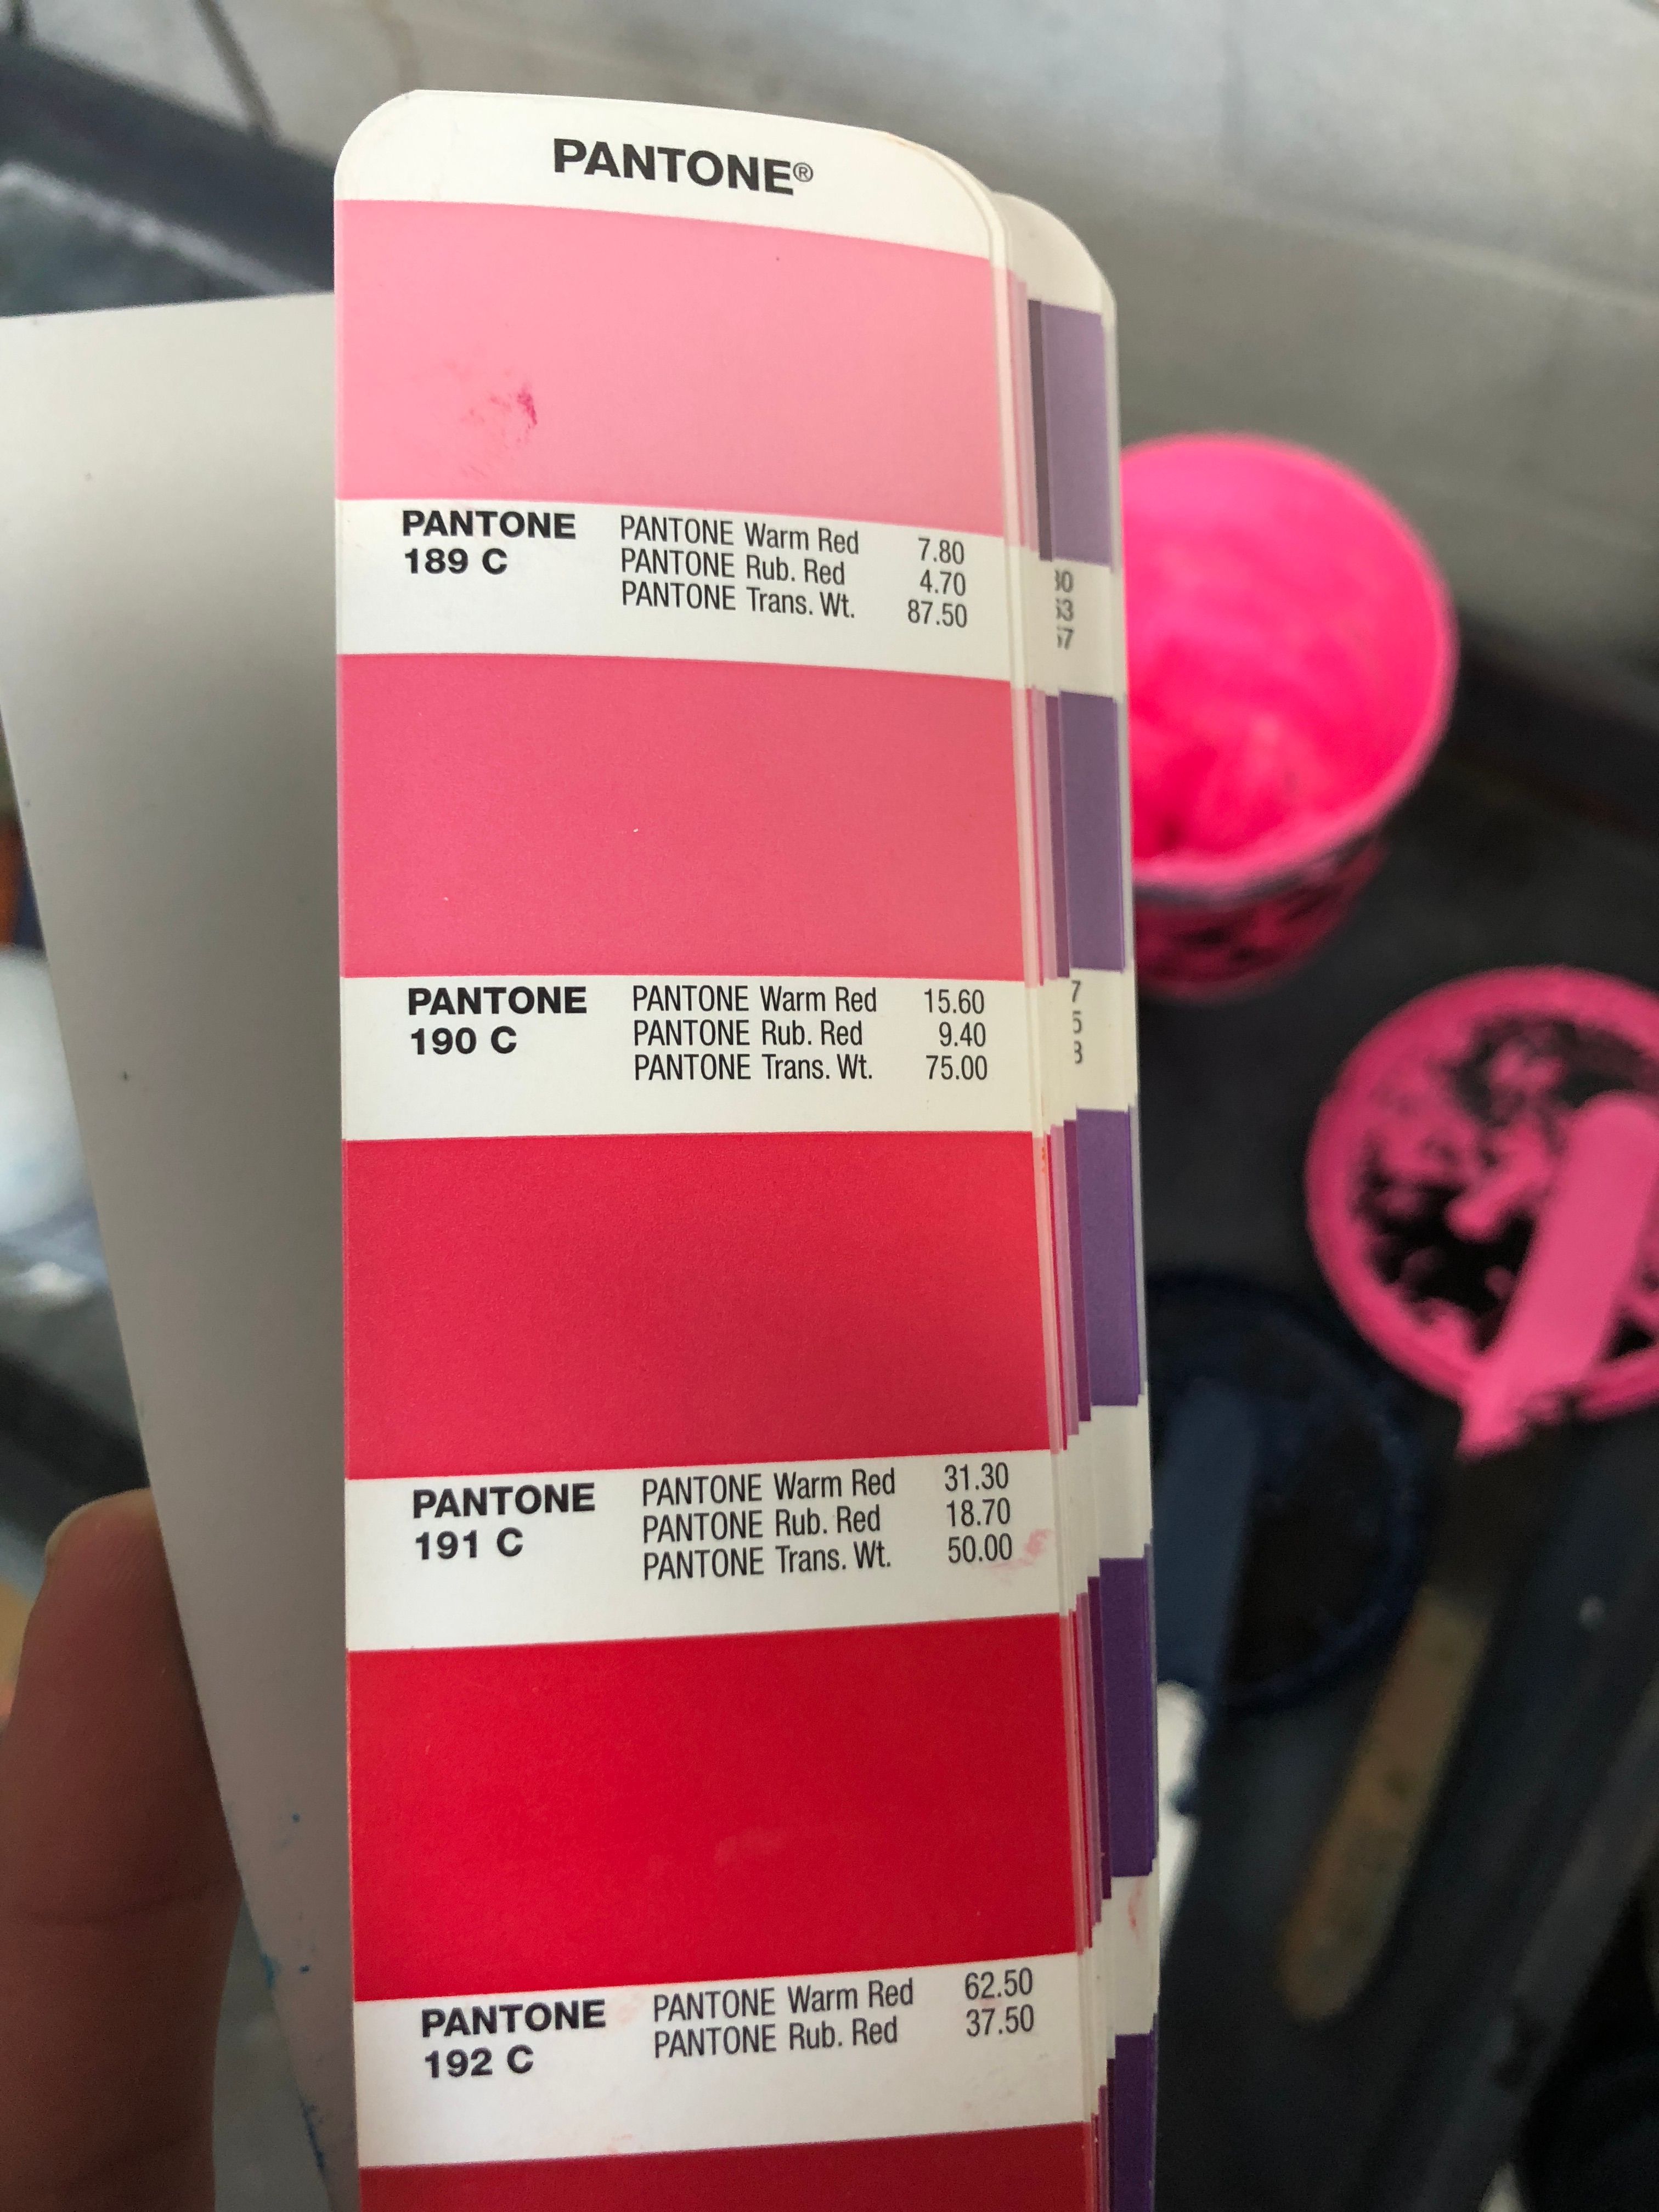 PANTONE®
PANTONE PANTONE Warm Red 7.80
189 C PANTONE Rub. Red 4.70
PANTONE Trans. Wt. 87.50
PANTONE PANTONE Warm Red 15.60
190 C PANTONE Rub. Red 9.40
PANTONE Trans. Wt. 75.00
PANTONE PANTONE Warm Red 31.30
191 C PANTONE Rub. Red 18.70
PANTONE Trans. Wt. 50.00
PANTONE PANTONE Warm Red 62.50
192 C PANTONE Rub. Red 37.50
7
5